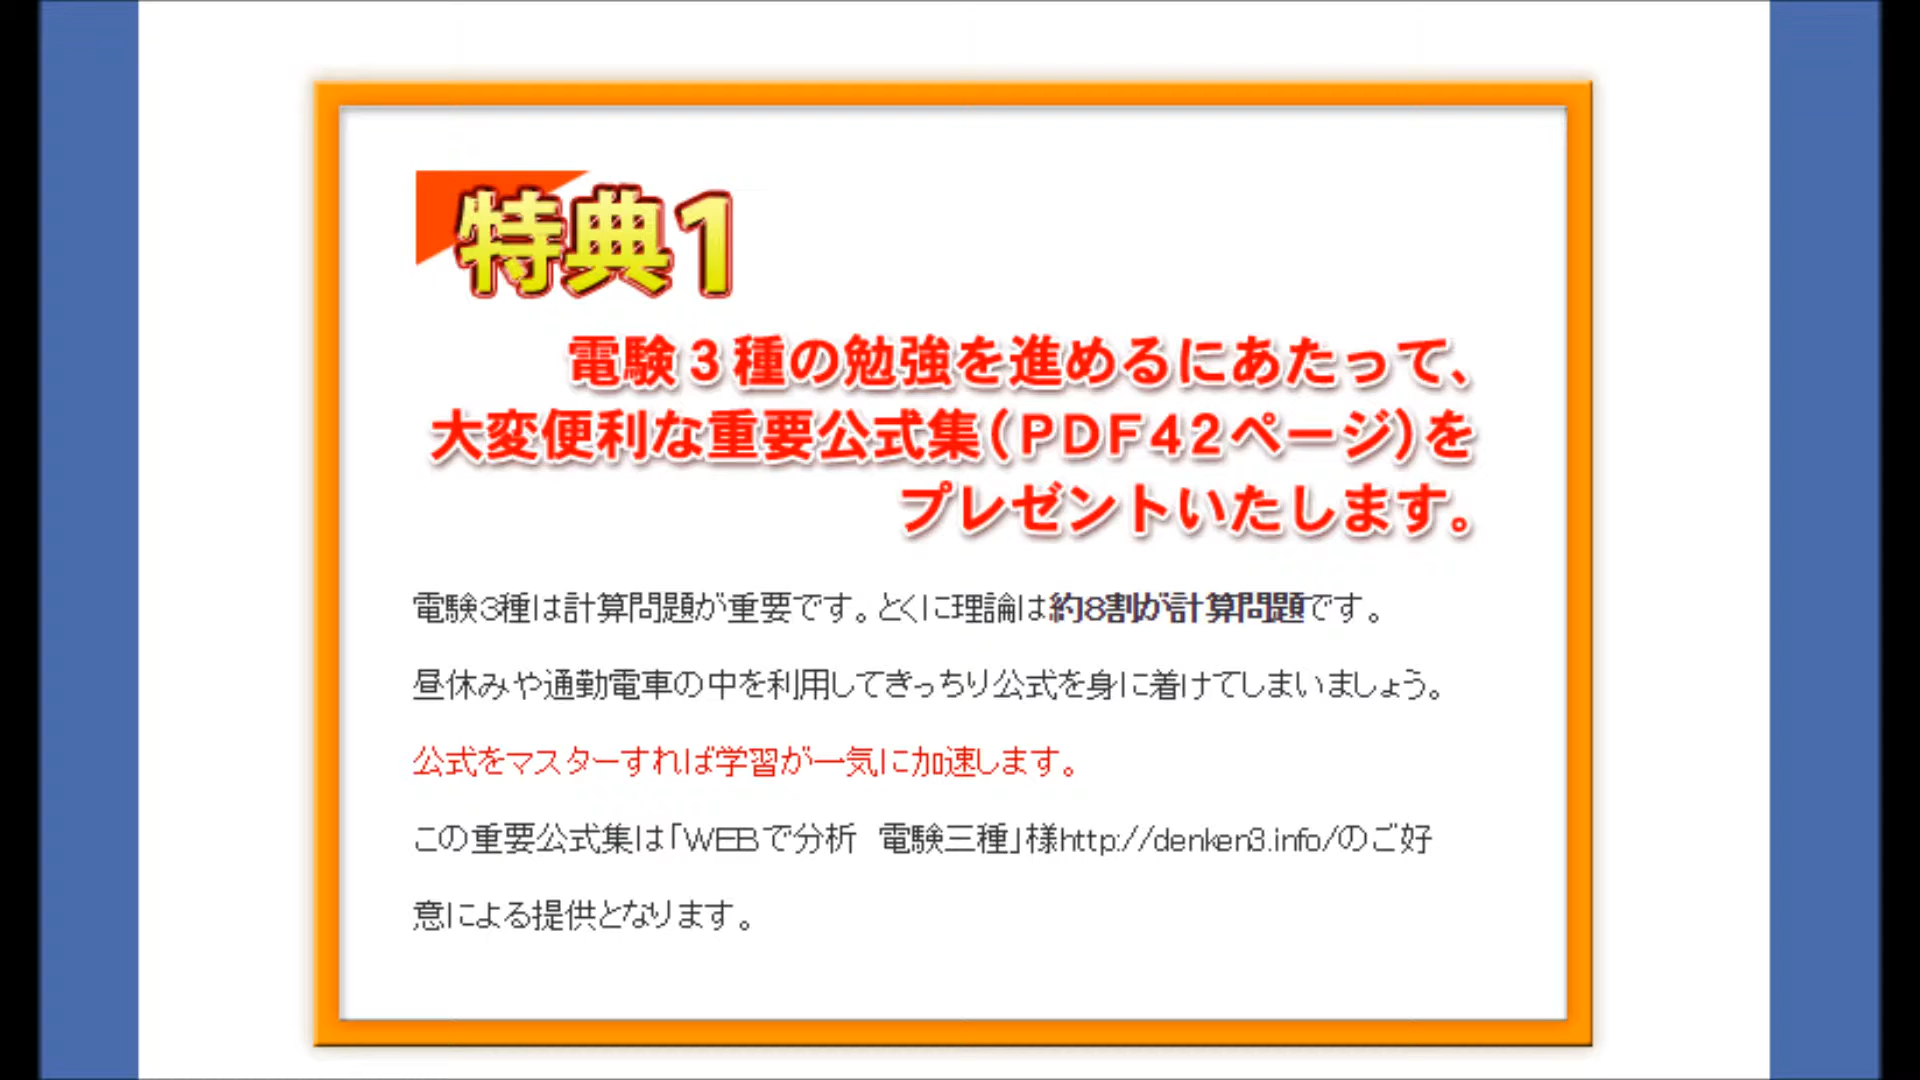 特典1
電験３種の勉強を進めるにあたって、
大変便利な重要公式集（ＰＤＦ４２ページ）を
プレゼントいたします。
電験3種は計算問題が重要です。とくに理論は約8割が計算問題です。
昼休みや通勤電車の中を利用してきっちり公式を身に着けてしまいましょう。
公式をマスターすれば学習が一気に加速します。
この重要公式集は「WEBで分析　電験三種」様http://denken3.info/のご好
意による提供となります。